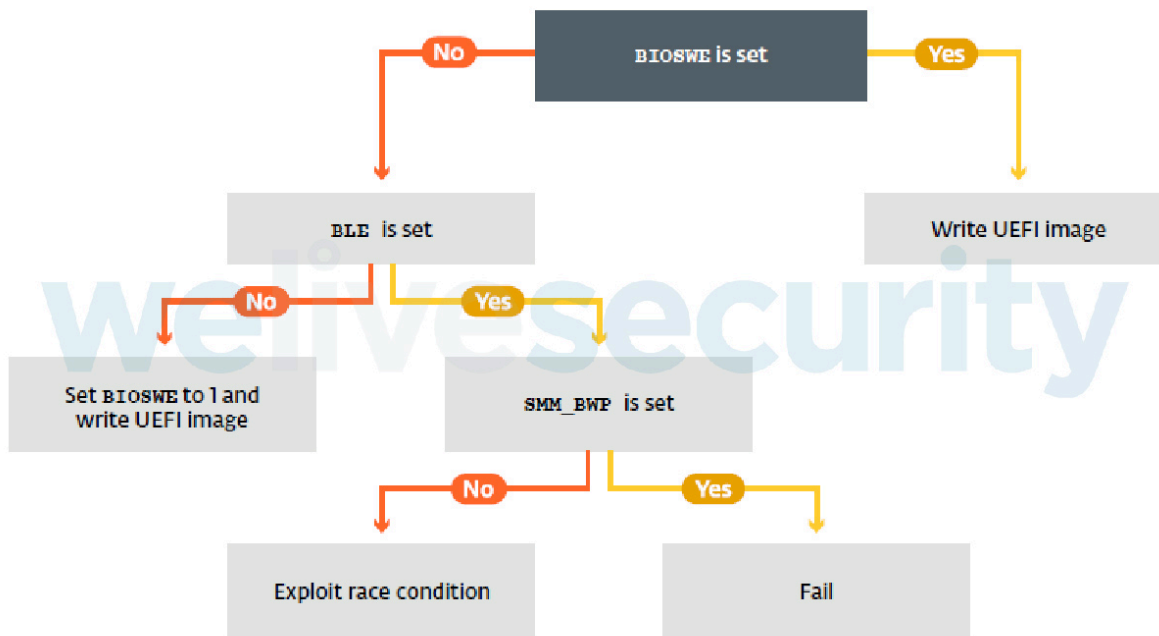 No
BIOSWE is set
Yes
BLE is set
Write UEFI image
welivesecurity
No
Yes
Set BIOSWE to 1 and
write UEFI image
SMM_BWP is set
No
Yes
Exploit race condition
Fail